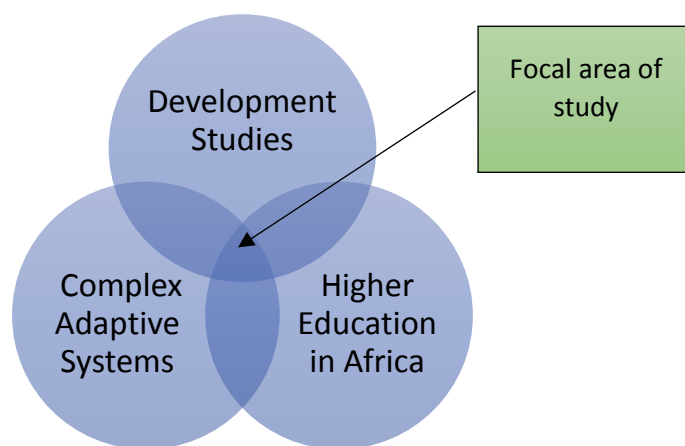 Development
Studies
Focal area of
study
Complex
Adaptive
Systems
Higher
Education
in Africa